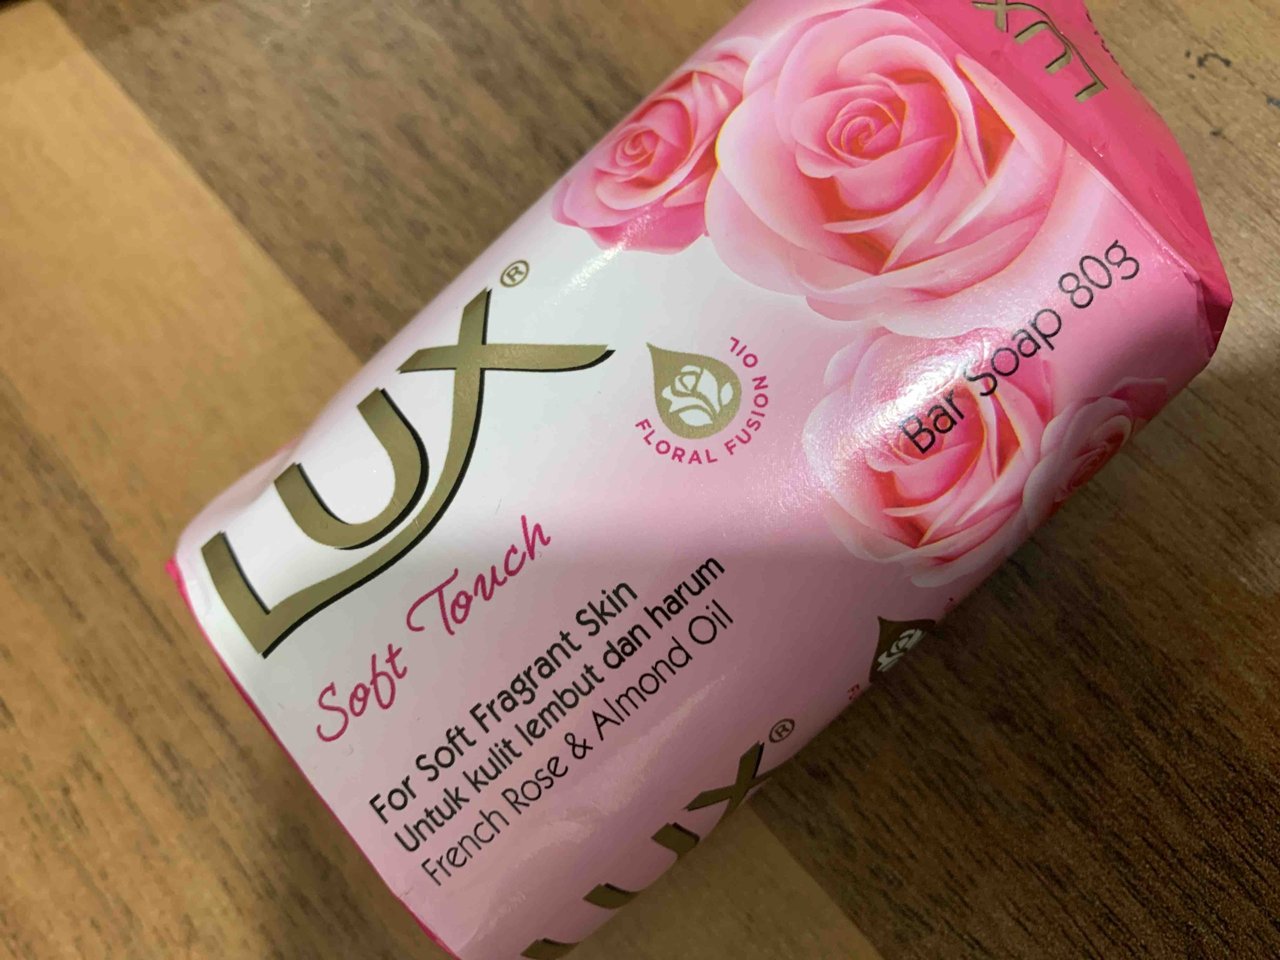 LUX®
Soft Touch
For Soft Fragrant Skin
Untuk kulit lembut dan harum
French Rose & Almond Oil
FLORAL FUSION OIL
Bar Soap 80g
LUX
LUX®